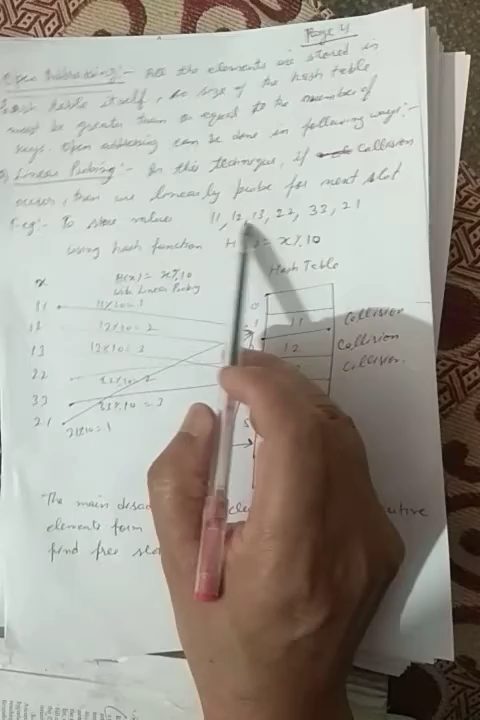 Page 4
Open Addressing:- All the elements are stored in
hash table itself, so size of the hash table
must be greater than or equal to the number of
keys. Open addressing can be done in following ways:-
Linear Probing:- In this technique, if collision
occurs, then we linearly probe for next slot
E.g:- To store values 11, 12, 13, 22, 33, 21
using hash function = x%10
x H(x) = x%10 Hash Table
with Linear Probing
0
11 11%10=1 1 11 Collision
12 12%10=2 12 Collision
13 13%10=3 Collision.
22 22%10=2
33 33%10=3 5
21 21%10=1
The main
elements form
find free